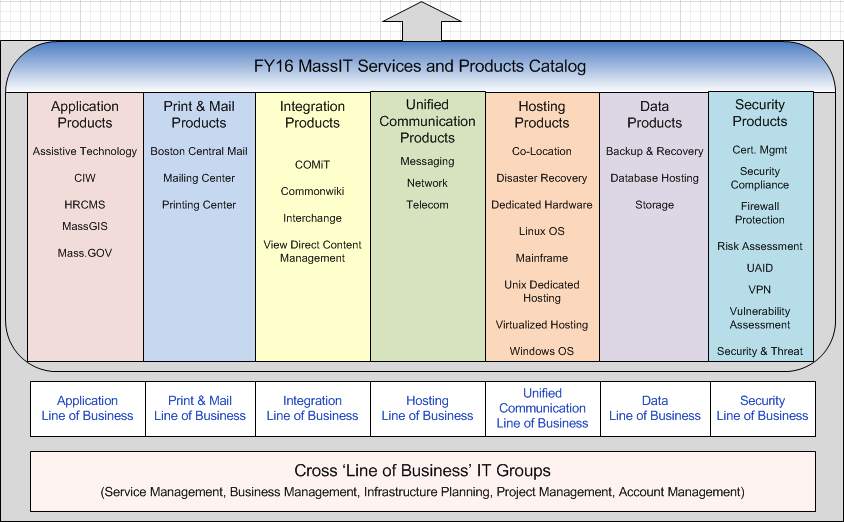 FY16 MassIT Services and Products Catalog
Application
Products
Assistive Technology
CIW
HRCMS
MassGIS
Mass.GOV
Print & Mail
Products
Boston Central Mail
Mailing Center
Printing Center
Integration
Products
COMiT
Commonwiki
Interchange
View Direct Content
Management
Unified
Communication
Products
Messaging
Network
Telecom
Hosting
Products
Co-Location
Disaster Recovery
Dedicated Hardware
Linux OS
Mainframe
Unix Dedicated
Hosting
Virtualized Hosting
Windows OS
Data
Products
Backup & Recovery
Database Hosting
Storage
Security
Products
Cert. Mgmt
Security
Compliance
Firewall
Protection
Risk Assessment
UAID
VPN
Vulnerability
Assessment
Security & Threat
Application
Line of Business
Print & Mail
Line of Business
Integration
Line of Business
Hosting
Line of Business
Unified
Communication
Line of Business
Data
Line of Business
Security
Line of Business
Cross ‘Line of Business’ IT Groups
(Service Management, Business Management, Infrastructure Planning, Project Management, Account Management)